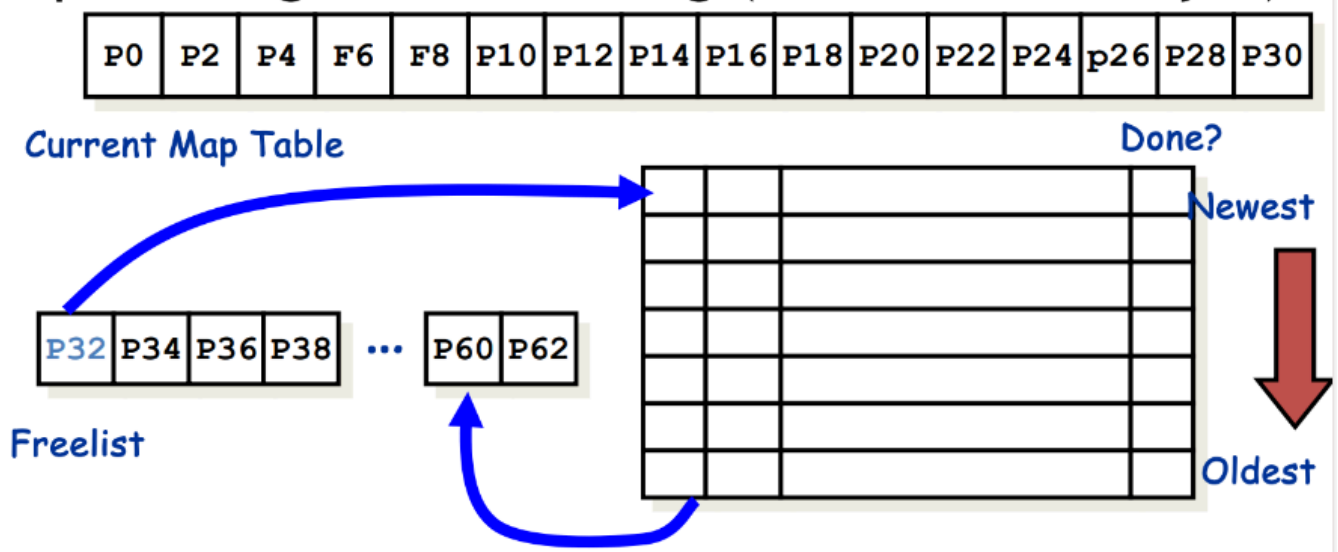 P0 P2 P4 F6 F8 P10 P12 P14 P16 P18 P20 P22 P24 p26 P28 P30
Current Map Table
Done?
Newest
P32 P34 P36 P38 ... P60 P62
Freelist
Oldest